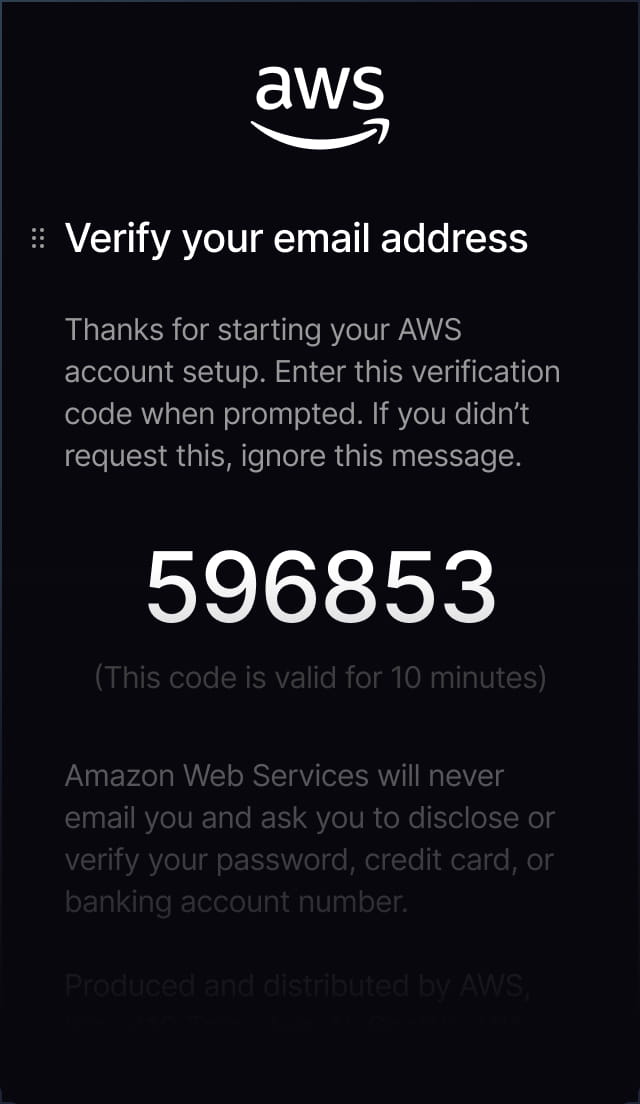 aws
Verify your email address
Thanks for starting your AWS
account setup. Enter this verification
code when prompted. If you didn’t
request this, ignore this message.
596853
(This code is valid for 10 minutes)
Amazon Web Services will never
email you and ask you to disclose or
verify your password, credit card, or
banking account number.
Produced and distributed by AWS,